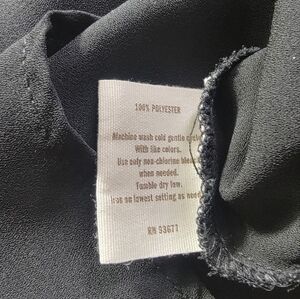 100% POLYESTER
Machine wash cold gentle
With like colors.
Use only non-chlorine
when needed.
Tumble dry low.
Iron on lowest setting as
RN 93677